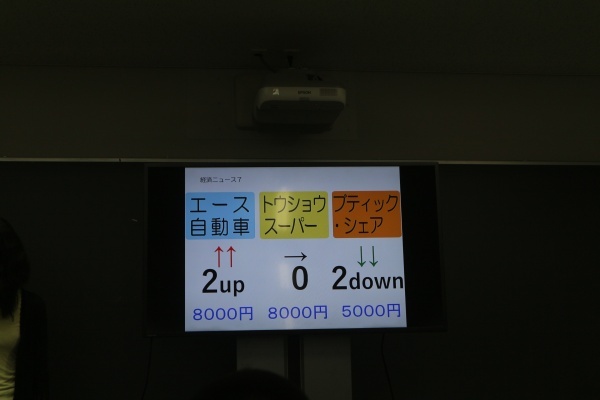 経済ニュース7
エース
自動車
トウショウ
スーパー
ブティック
・シェア
↑↑
→
↓↓
2up
0
2down
8000円
8000円
5000円